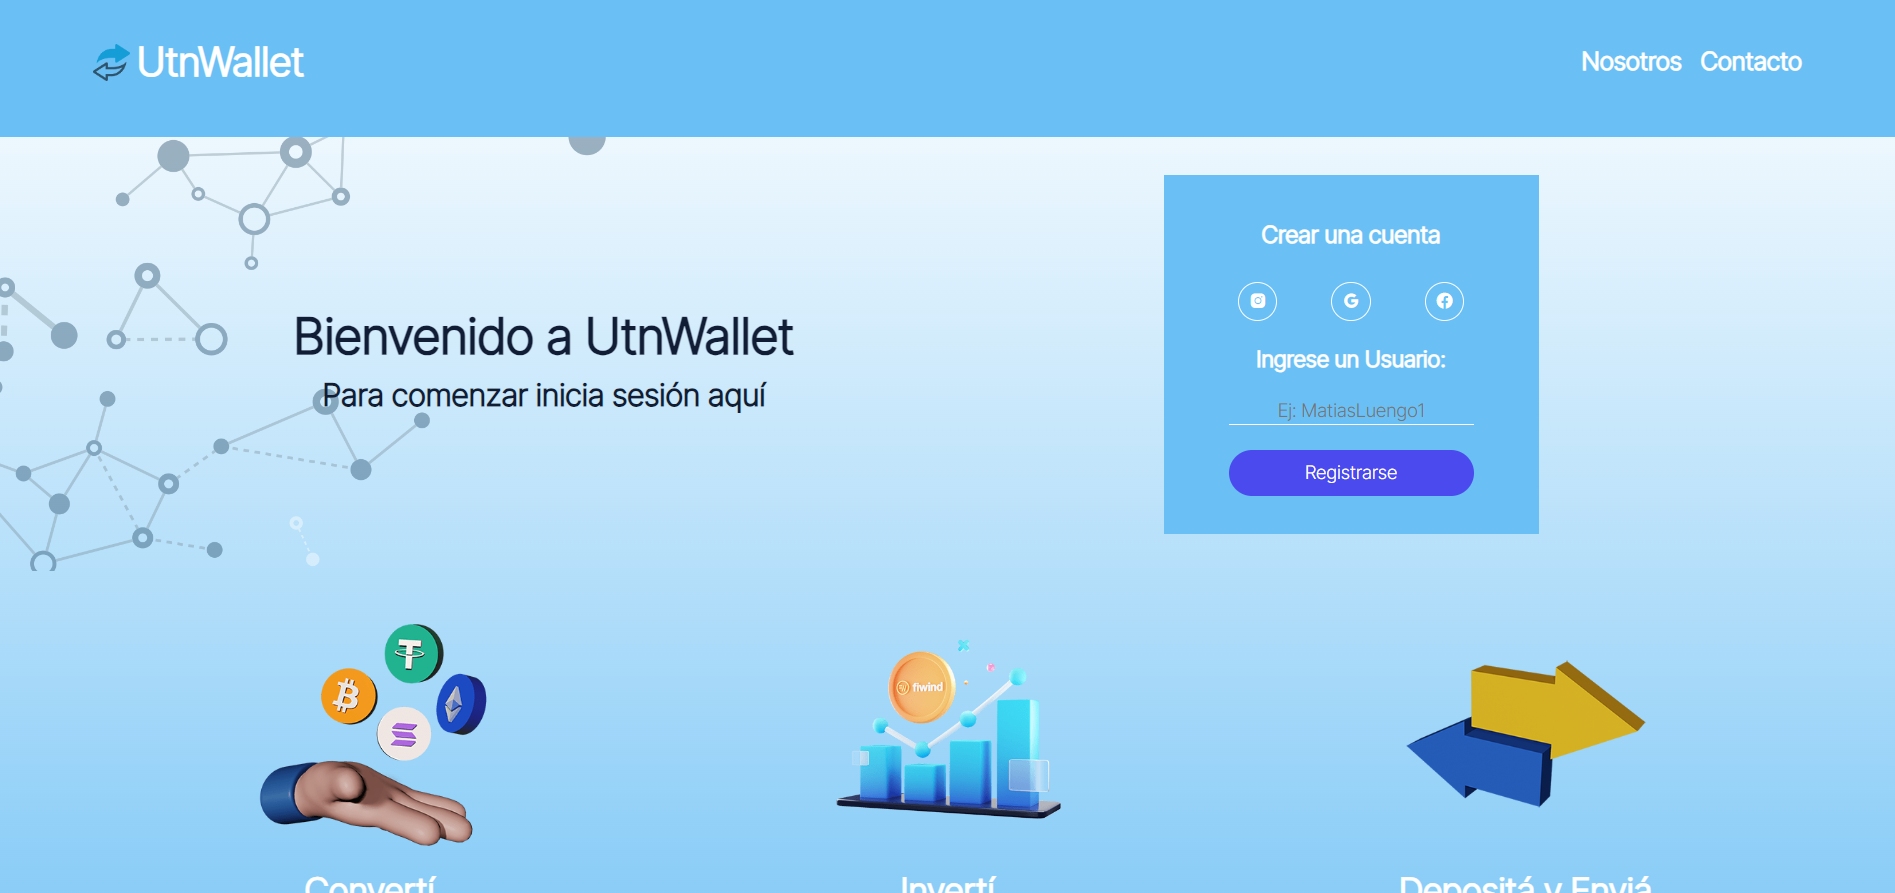 UtnWallet
Nosotros Contacto
Bienvenido a UtnWallet
Para comenzar inicia sesión aquí
Crear una cuenta
Ingrese un Usuario:
Ej: MatiasLuengo1
Registrarse
fiwind
Convertí
Invertí
Depositá y Enviá